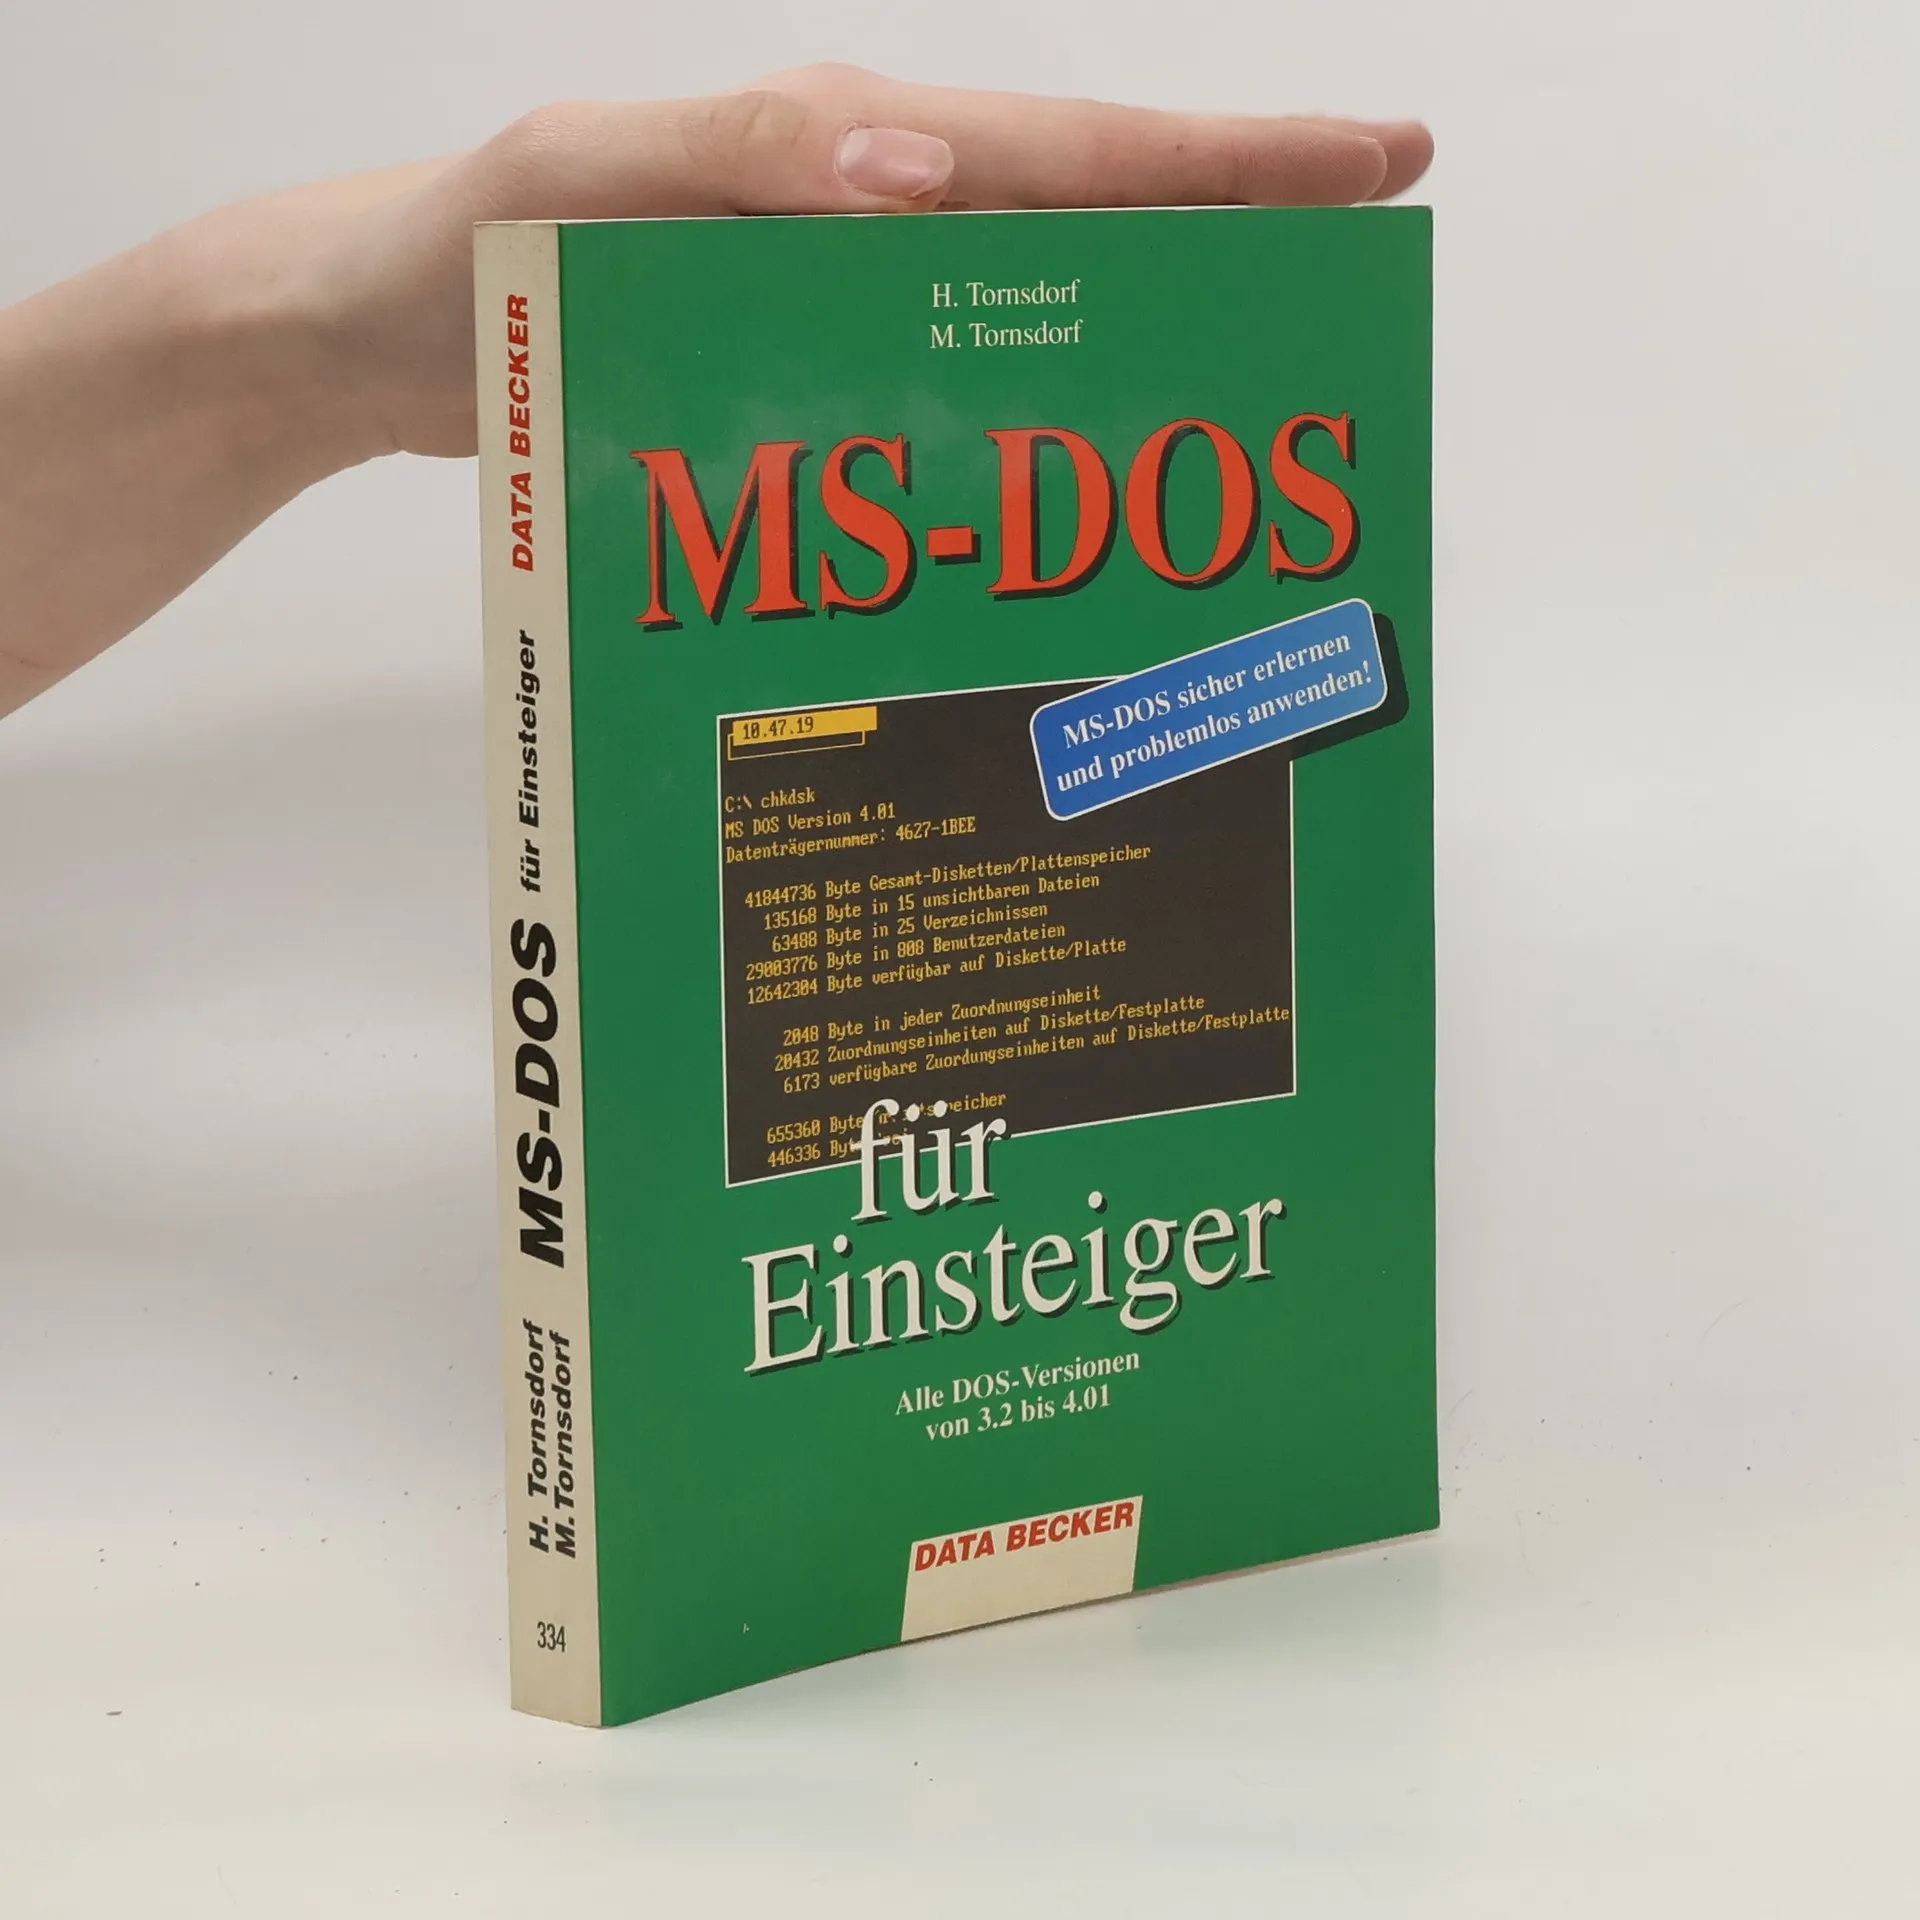 DATA BECKER
MS-DOS für Einsteiger
H. Tornsdorf
M. Tornsdorf
334
H. Tornsdorf
M. Tornsdorf
MS-DOS
MS-DOS sicher erlernen
und problemlos anwenden!
10.47.19
C:\ chkdsk
MS DOS Version 4.01
Datenträgernummer: 4627-1BEE
41844736 Byte Gesamt-Disketten/Plattenspeicher
135168 Byte in 15 unsichtbaren Dateien
63488 Byte in 25 Verzeichnissen
29003776 Byte in 808 Benutzerdateien
12642304 Byte verfügbar auf Diskette/Platte
2048 Byte in jeder Zuordnungseinheit
20432 Zuordnungseinheiten auf Diskette/Festplatte
6173 verfügbare Zuordungseinheiten auf Diskette/Festplatte
655360 Byte
446336
für
Einsteiger
Alle DOS-Versionen
von 3.2 bis 4.01
DATA BECKER